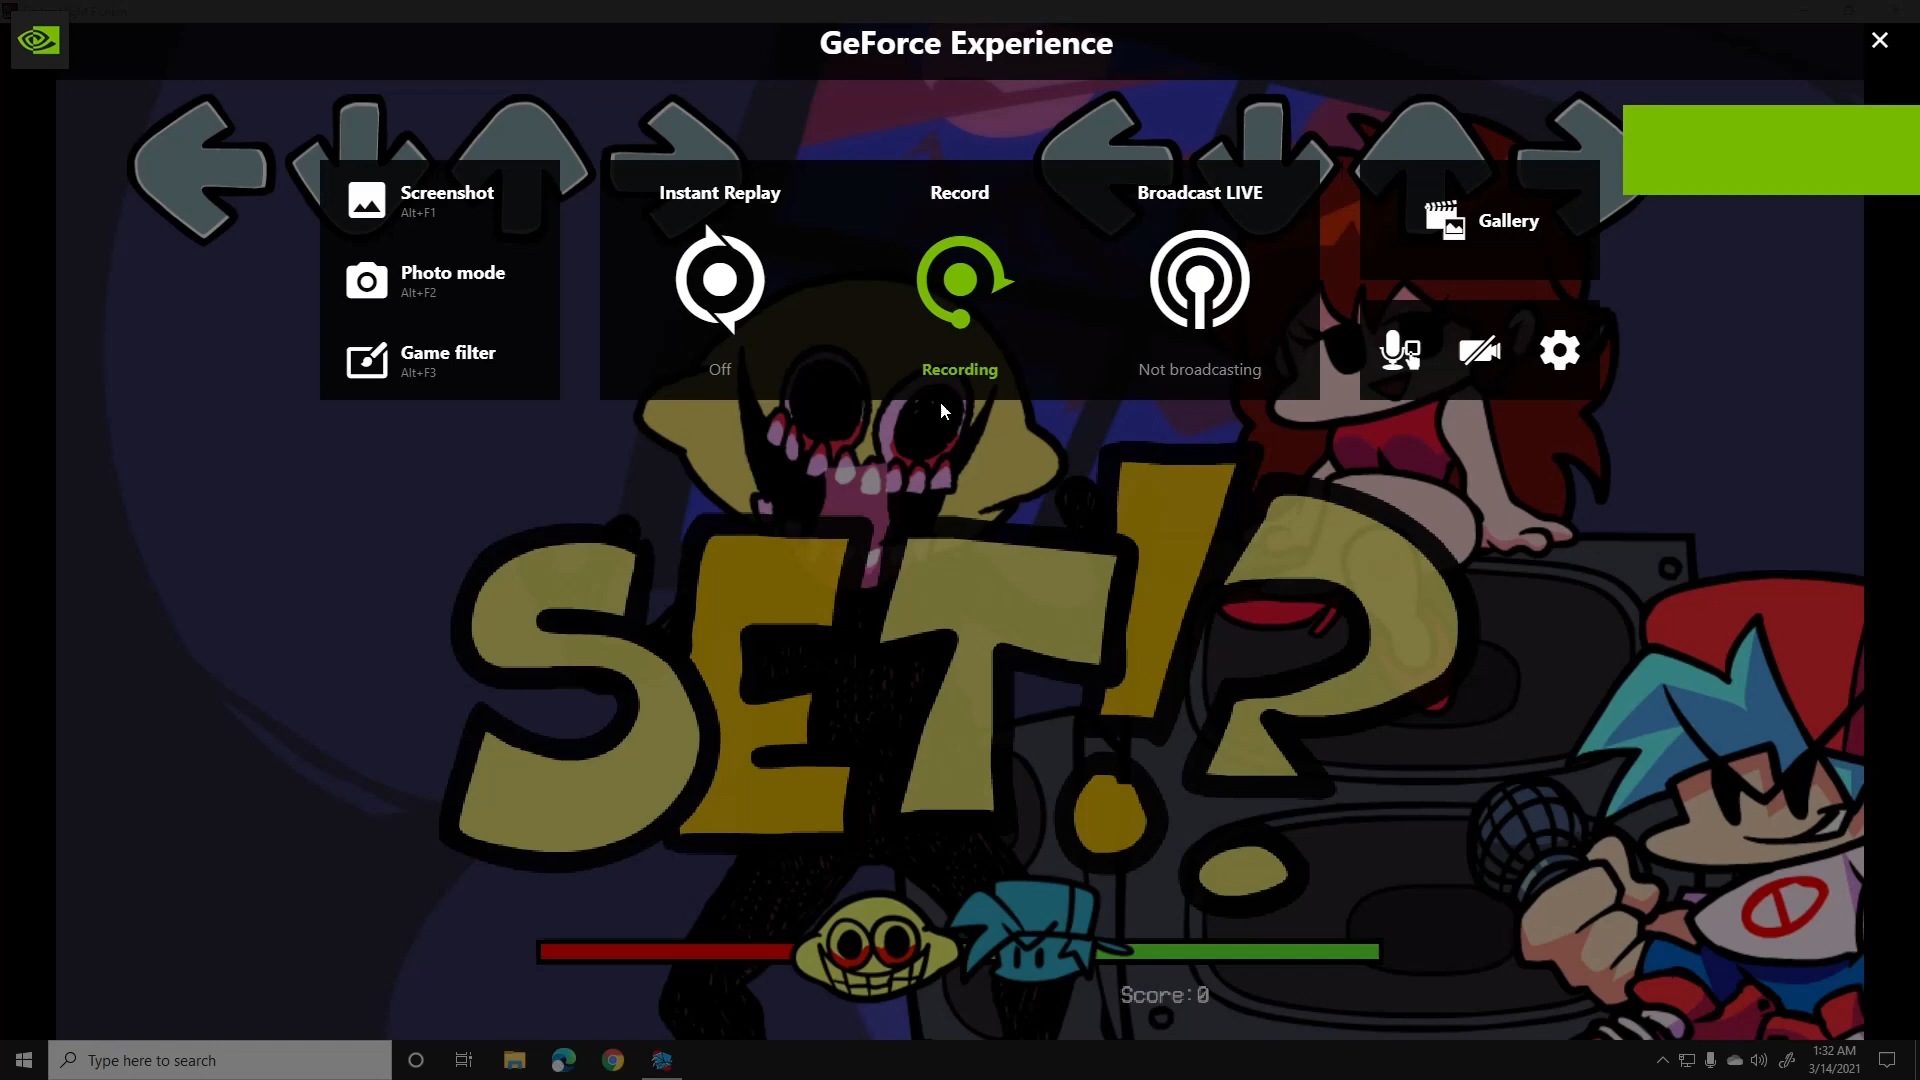 GeForce Experience
Screenshot
Alt+F1
Photo mode
Alt+F2
Game filter
Alt+F3
Instant Replay
Off
Record
Recording
Broadcast LIVE
Not broadcasting
Gallery
SET!?
Score:0
Type here to search
1:32 AM
3/14/2021